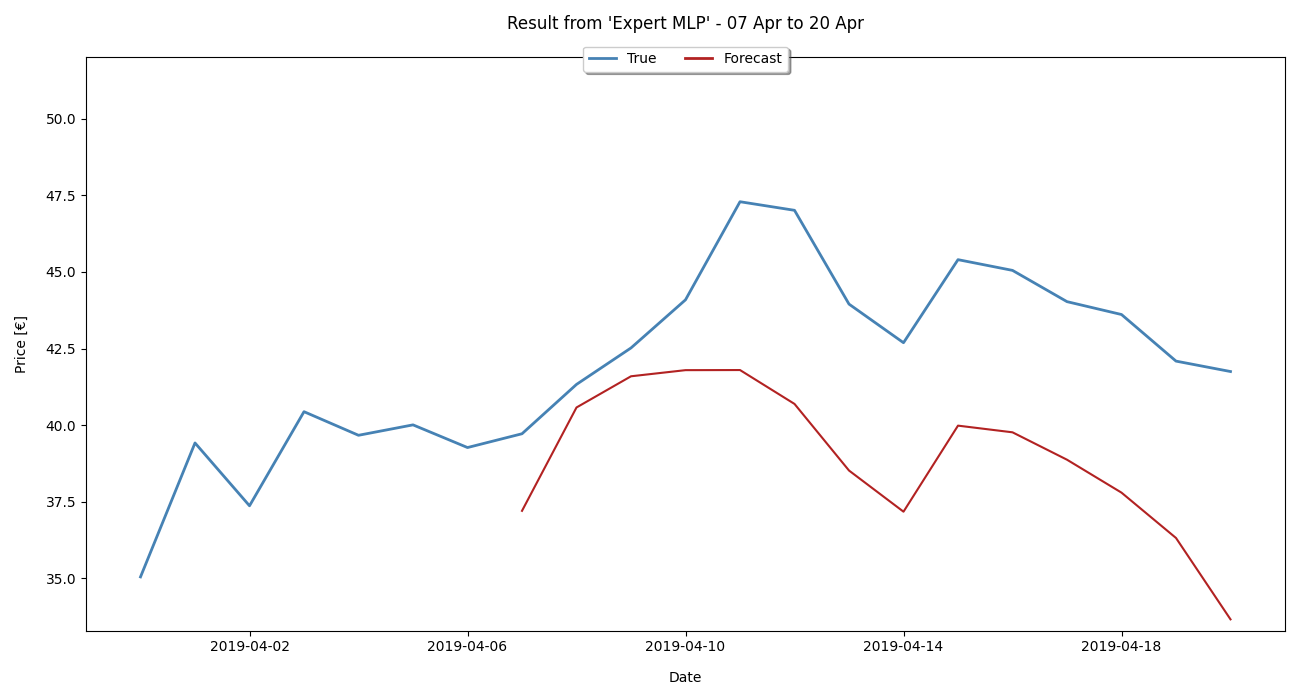 Result from 'Expert MLP' - 07 Apr to 20 Apr
True Forecast
50.0
47.5
45.0
42.5
40.0
37.5
35.0
Price [€]
2019-04-02 2019-04-06 2019-04-10 2019-04-14 2019-04-18
Date